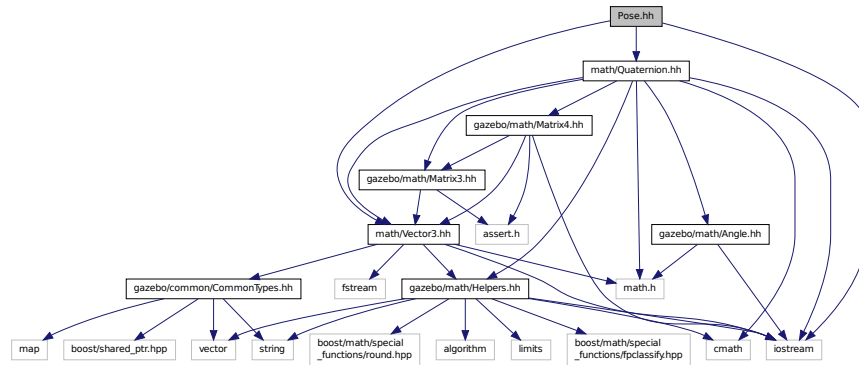 Pose.hh
math/Quaternion.hh
gazebo/math/Matrix4.hh
gazebo/math/Matrix3.hh
math/Vector3.hh
assert.h
gazebo/math/Angle.hh
gazebo/common/CommonTypes.hh
fstream
gazebo/math/Helpers.hh
math.h
map
boost/shared_ptr.hpp
vector
string
boost/math/special
_functions/round.hpp
algorithm
limits
boost/math/special
_functions/fpclassify.hpp
cmath
iostream